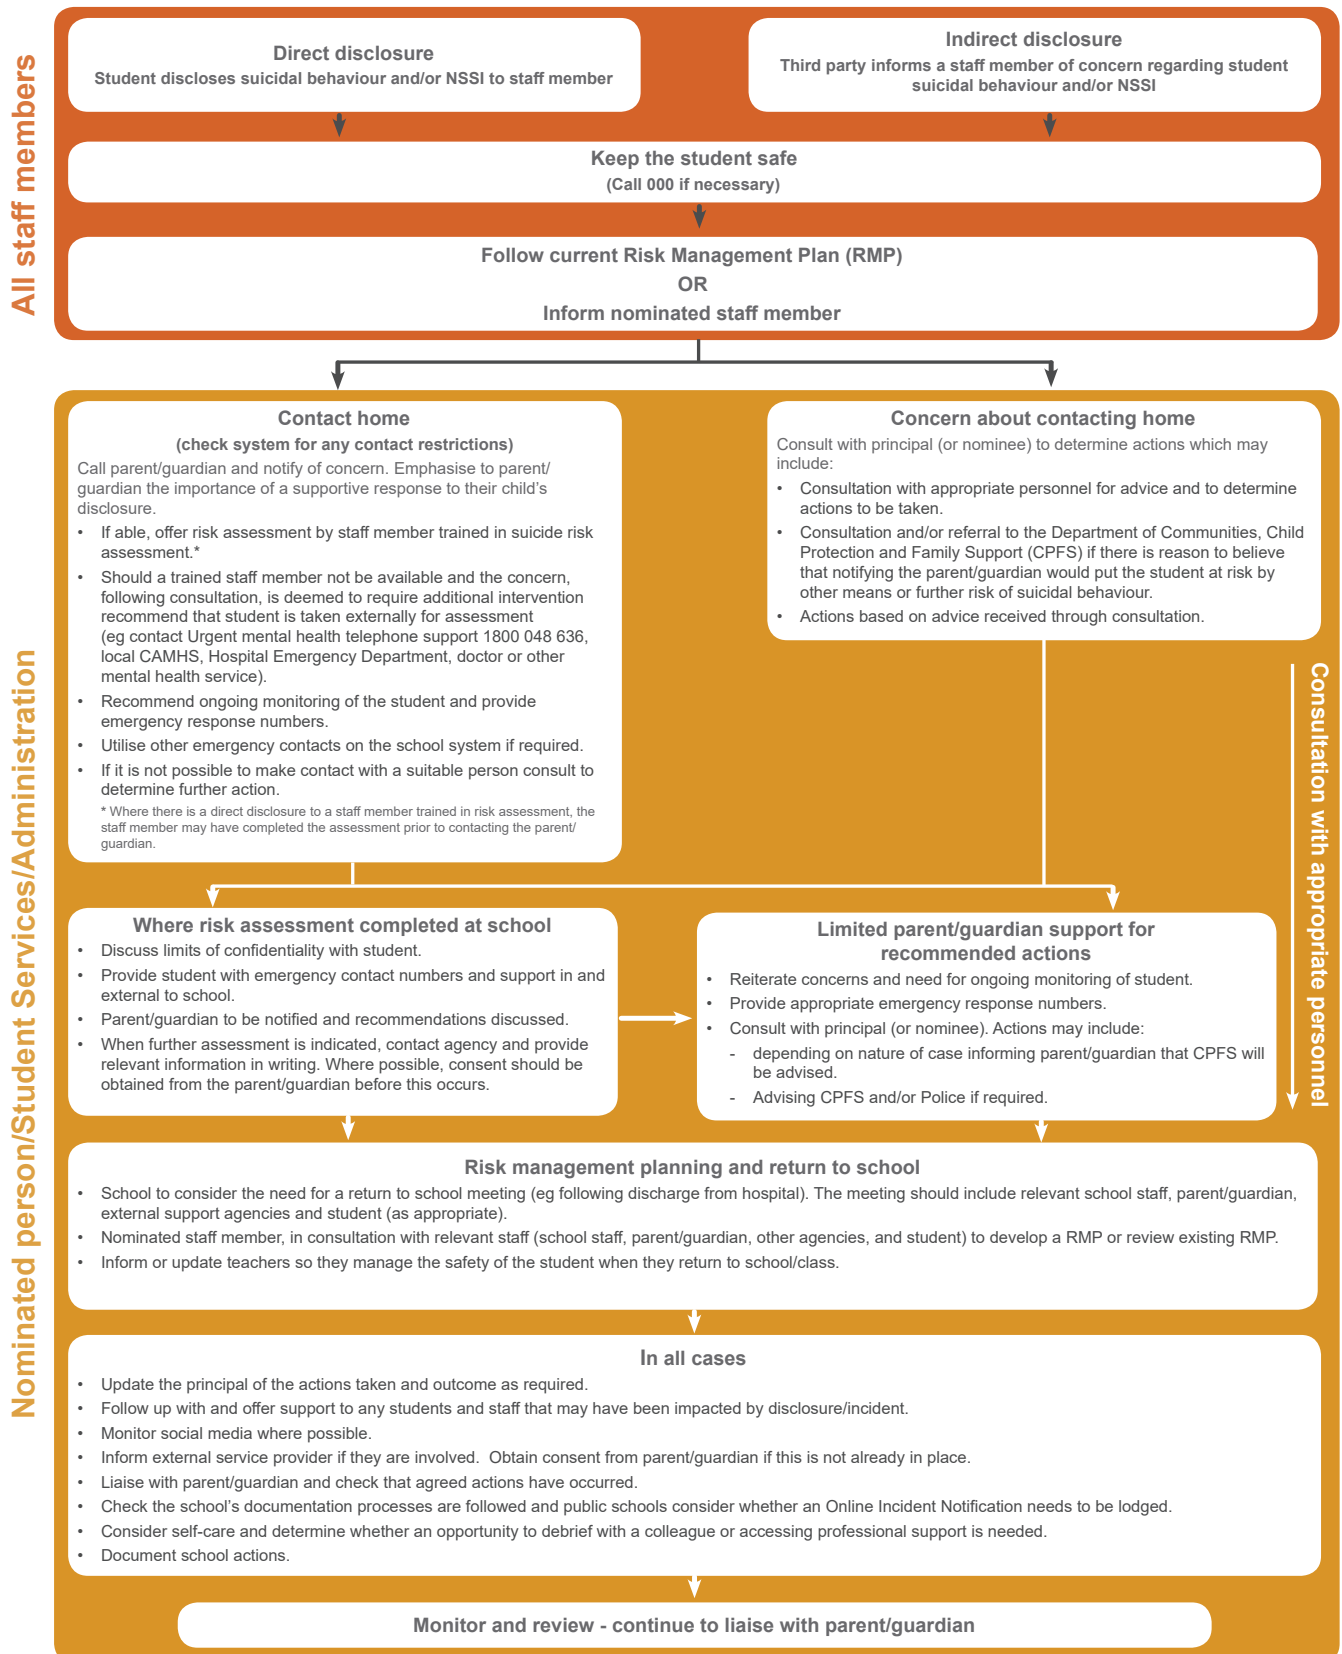 All staff members
Direct disclosure
Student discloses suicidal behaviour and/or NSSI to staff member
Indirect disclosure
Third party informs a staff member of concern regarding student
suicidal behaviour and/or NSSI
Keep the student safe
(Call 000 if necessary)
Follow current Risk Management Plan (RMP)
OR
Inform nominated staff member
Nominated person/Student Services/Administration
Contact home
(check system for any contact restrictions)
Call parent/guardian and notify of concern. Emphasise to parent/
guardian the importance of a supportive response to their child's
disclosure.
• If able, offer risk assessment by staff member trained in suicide risk
assessment.*
• Should a trained staff member not be available and the concern,
following consultation, is deemed to require additional intervention
recommend that student is taken externally for assessment
(eg contact Urgent mental health telephone support 1800 048 636,
local CAMHS, Hospital Emergency Department, doctor or other
mental health service).
• Recommend ongoing monitoring of the student and provide
emergency response numbers.
• Utilise other emergency contacts on the school system if required.
• If it is not possible to make contact with a suitable person consult to
determine further action.
* Where there is a direct disclosure to a staff member trained in risk assessment, the
staff member may have completed the assessment prior to contacting the parent/
guardian.
Concern about contacting home
Consult with principal (or nominee) to determine actions which may
include:
• Consultation with appropriate personnel for advice and to determine
actions to be taken.
• Consultation and/or referral to the Department of Communities, Child
Protection and Family Support (CPFS) if there is reason to believe
that notifying the parent/guardian would put the student at risk by
other means or further risk of suicidal behaviour.
• Actions based on advice received through consultation.
Consultation with appropriate personnel
Where risk assessment completed at school
• Discuss limits of confidentiality with student.
• Provide student with emergency contact numbers and support in and
external to school.
• Parent/guardian to be notified and recommendations discussed.
• When further assessment is indicated, contact agency and provide
relevant information in writing. Where possible, consent should be
obtained from the parent/guardian before this occurs.
Limited parent/guardian support for
recommended actions
• Reiterate concerns and need for ongoing monitoring of student.
• Provide appropriate emergency response numbers.
• Consult with principal (or nominee). Actions may include:
- depending on nature of case informing parent/guardian that CPFS will
be advised.
- Advising CPFS and/or Police if required.
Risk management planning and return to school
• School to consider the need for a return to school meeting (eg following discharge from hospital). The meeting should include relevant school staff, parent/guardian,
external support agencies and student (as appropriate).
• Nominated staff member, in consultation with relevant staff (school staff, parent/guardian, other agencies, and student) to develop a RMP or review existing RMP.
• Inform or update teachers so they manage the safety of the student when they return to school/class.
In all cases
• Update the principal of the actions taken and outcome as required.
• Follow up with and offer support to any students and staff that may have been impacted by disclosure/incident.
• Monitor social media where possible.
• Inform external service provider if they are involved.  Obtain consent from parent/guardian if this is not already in place.
• Liaise with parent/guardian and check that agreed actions have occurred.
• Check the school's documentation processes are followed and public schools consider whether an Online Incident Notification needs to be lodged.
• Consider self-care and determine whether an opportunity to debrief with a colleague or accessing professional support is needed.
• Document school actions.
Monitor and review - continue to liaise with parent/guardian